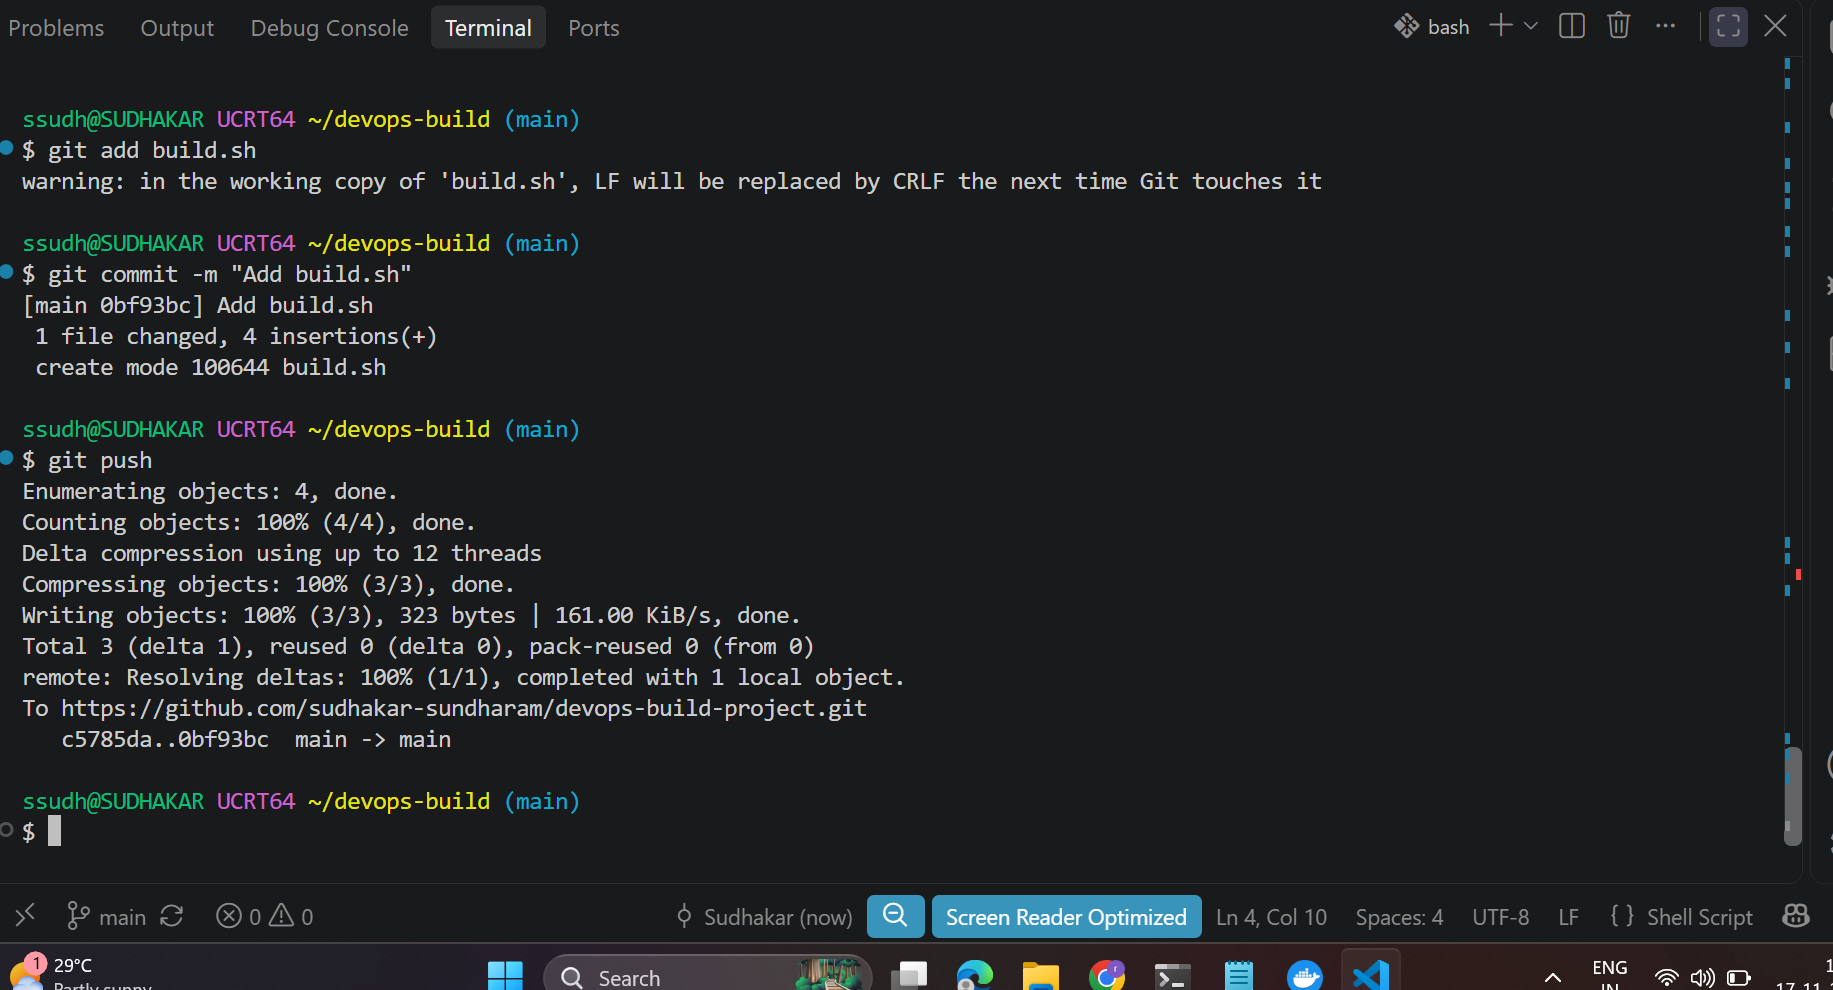 Problems Output Debug Console Terminal Ports bash
ssudh@SUDHAKAR UCRT64 ~/devops-build (main)
$ git add build.sh
warning: in the working copy of 'build.sh', LF will be replaced by CRLF the next time Git touches it
ssudh@SUDHAKAR UCRT64 ~/devops-build (main)
$ git commit -m "Add build.sh"
[main 0bf93bc] Add build.sh
1 file changed, 4 insertions(+)
create mode 100644 build.sh
ssudh@SUDHAKAR UCRT64 ~/devops-build (main)
$ git push
Enumerating objects: 4, done.
Counting objects: 100% (4/4), done.
Delta compression using up to 12 threads
Compressing objects: 100% (3/3), done.
Writing objects: 100% (3/3), 323 bytes | 161.00 KiB/s, done.
Total 3 (delta 1), reused 0 (delta 0), pack-reused 0 (from 0)
remote: Resolving deltas: 100% (1/1), completed with 1 local object.
To https://github.com/sudhakar-sundharam/devops-build-project.git
c5785da..0bf93bc main -> main
ssudh@SUDHAKAR UCRT64 ~/devops-build (main)
$
main 0 0 Sudhakar (now) Screen Reader Optimized Ln 4, Col 10 Spaces: 4 UTF-8 LF {} Shell Script
1 29°C Search ENG
Partly sunny IN